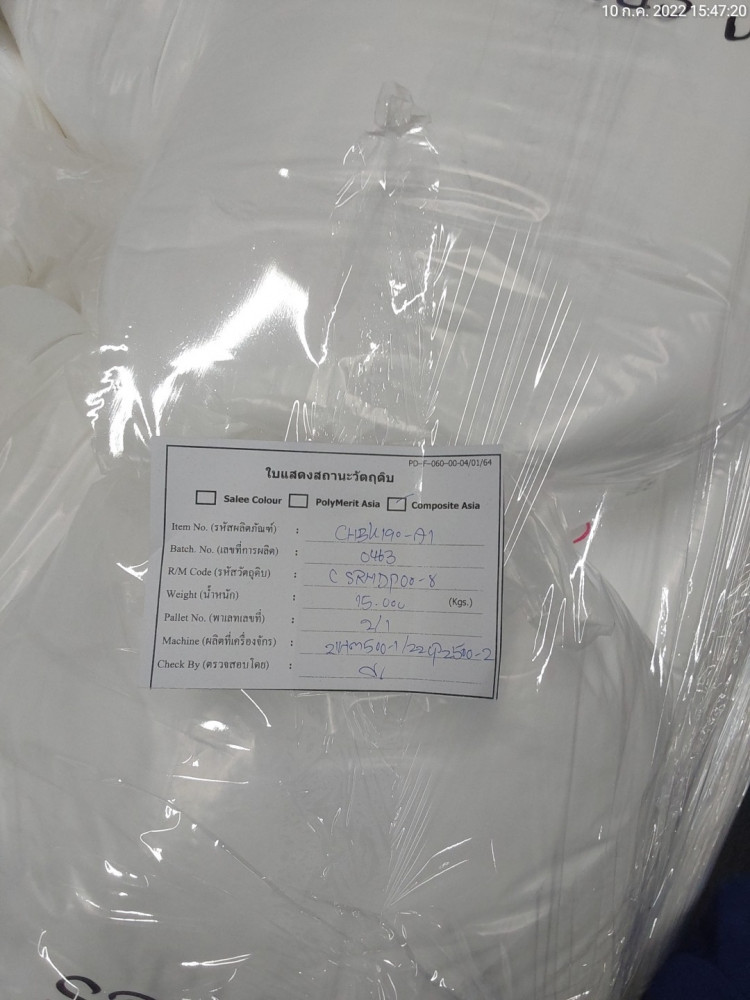 10 ก.ค. 2022 15:47:20
PD-F-060-00-04/01/64
ใบแสดงสถานะวัตถุดิบ
Salee Colour PolyMerit Asia Composite Asia
Item No. (รหัสผลิตภัณฑ์) : CHBK190-A1
Batch. No. (เลขที่การผลิต) : 0463
R/M Code (รหัสวัตถุดิบ) : CSRMDP00-8
Weight (น้ำหนัก) : 15.000 (Kgs.)
Pallet No. (พาเลทเลขที่) : 2/1
Machine (ผลิตที่เครื่องจักร) :
Check By (ตรวจสอบโดย) :